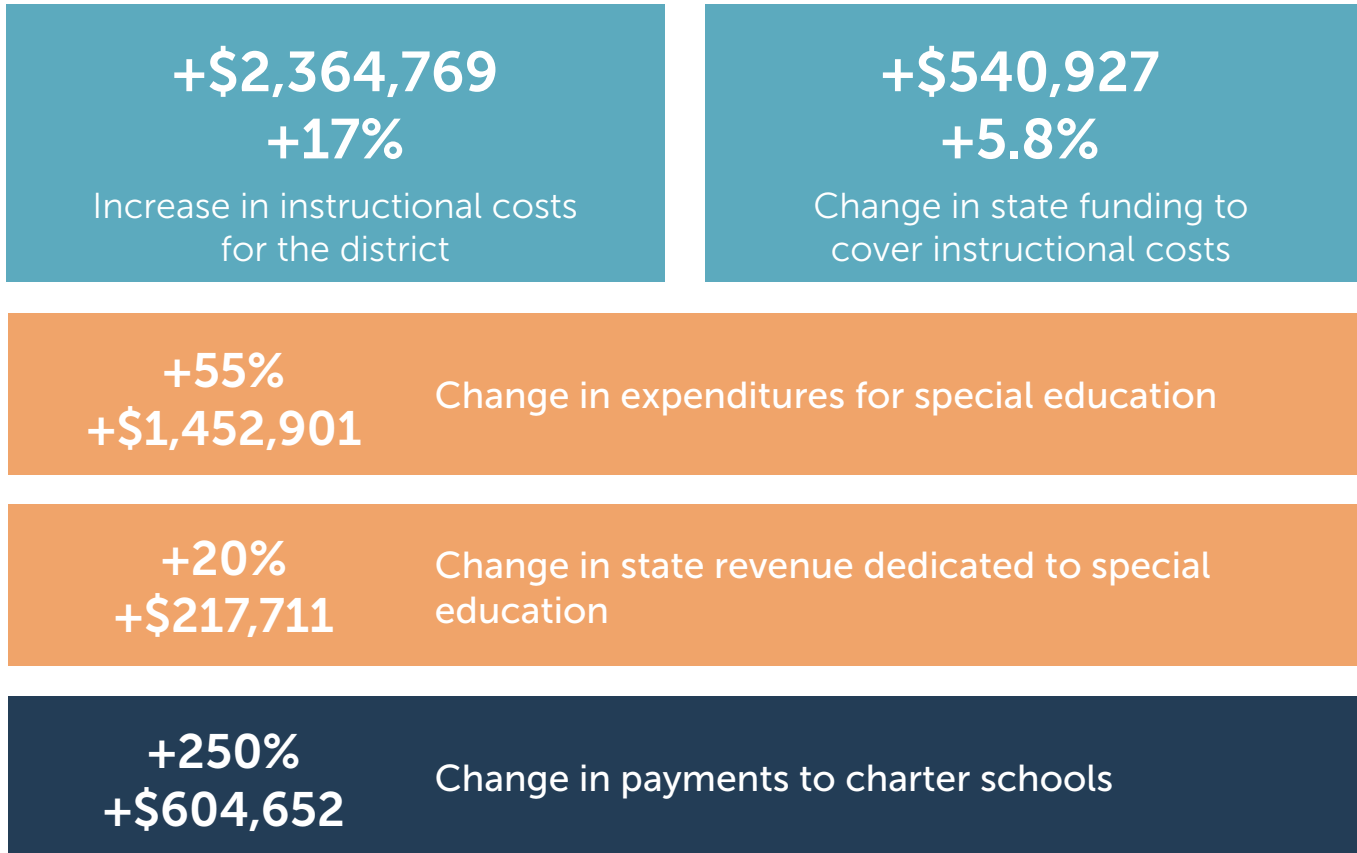 +$2,364,769
+17%
Increase in instructional costs
for the district
+$540,927
+5.8%
Change in state funding to
cover instructional costs
+55%
+$1,452,901
Change in expenditures for special education
+20%
+$217,711
Change in state revenue dedicated to special
education
+250%
+$604,652
Change in payments to charter schools